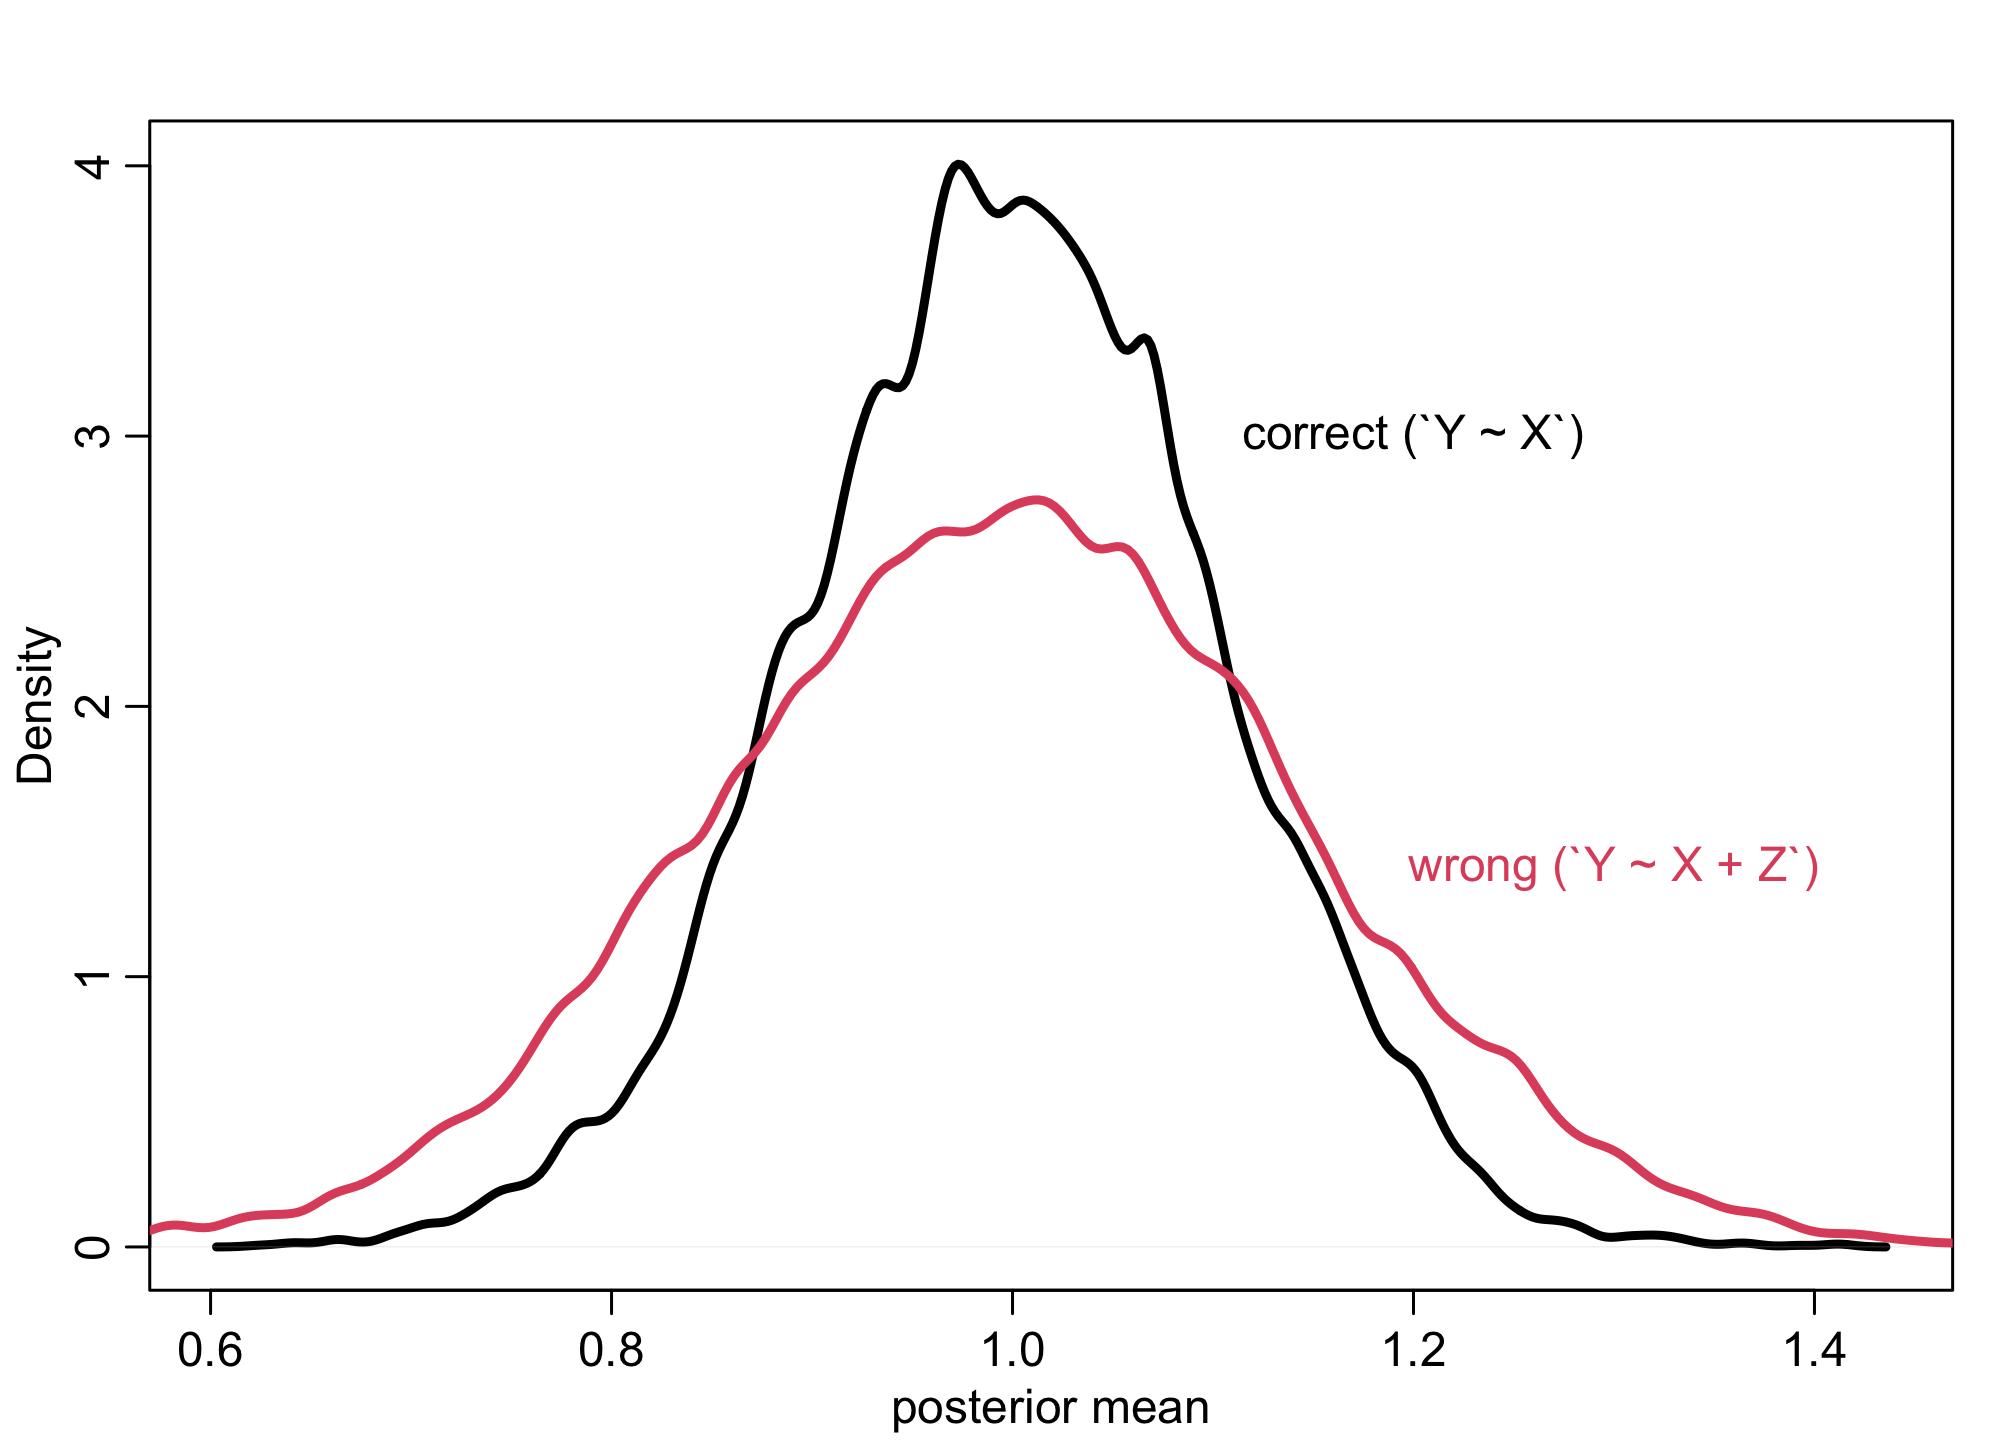 4
3
2
1
0
Density
correct (`Y ~ X`)
wrong (`Y ~ X + Z`)
0.6 0.8 1.0 1.2 1.4
posterior mean